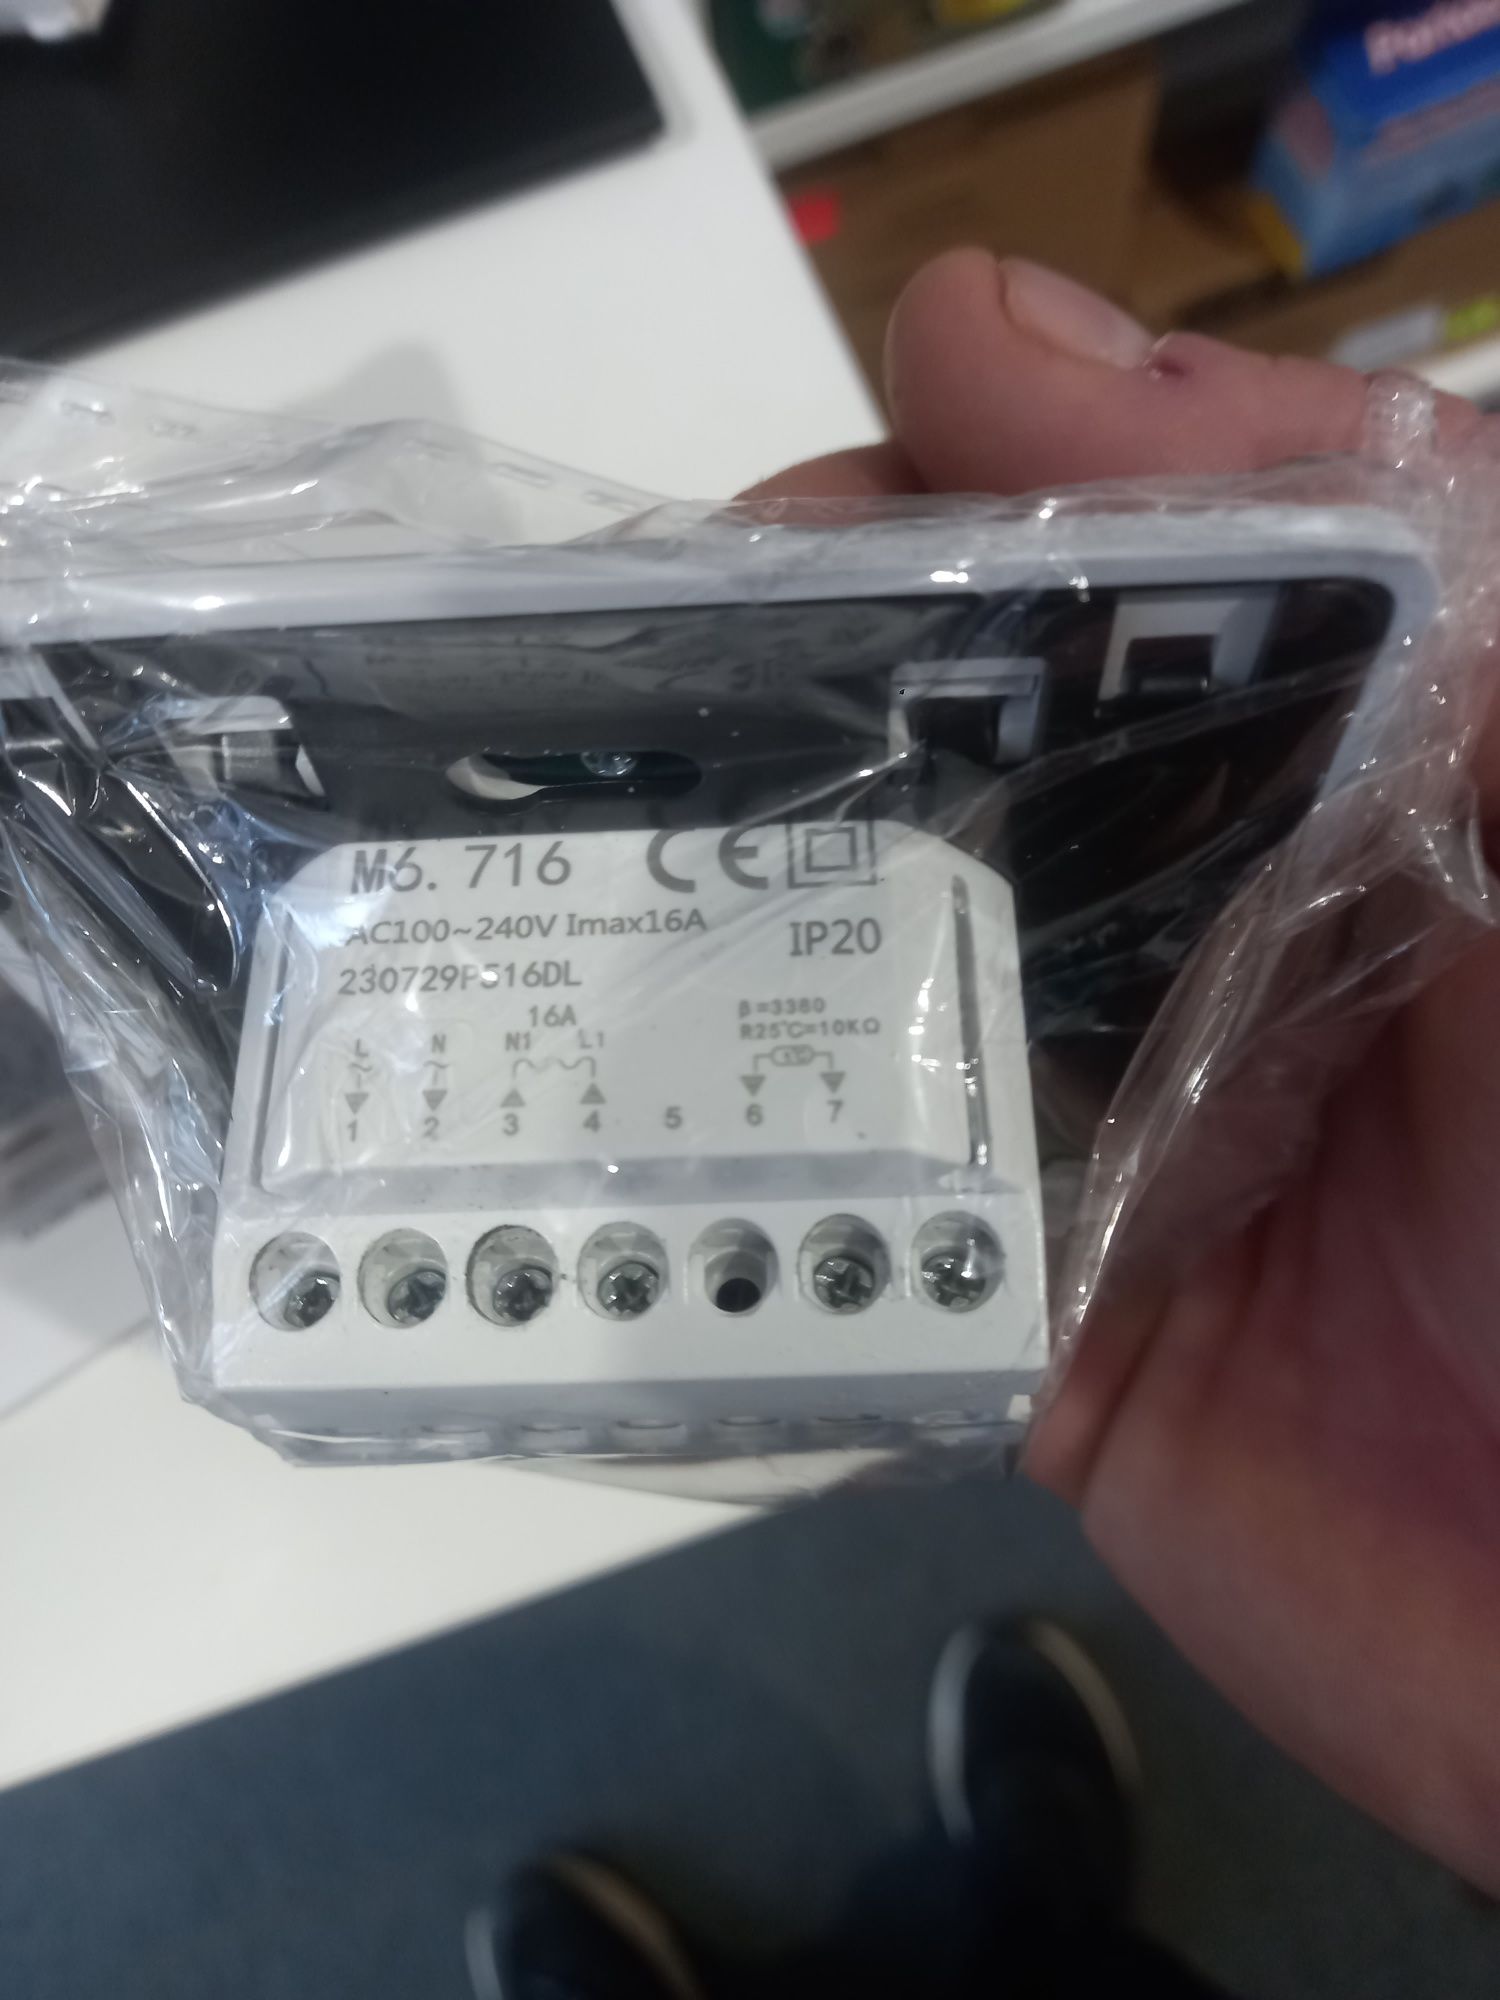 M6. 716 CE
AC100~240V Imax16A
IP20
230729P516DL
16A
β=3380
R25℃=10KΩ
L N N1 L1
1 2 3 4 5 6 7